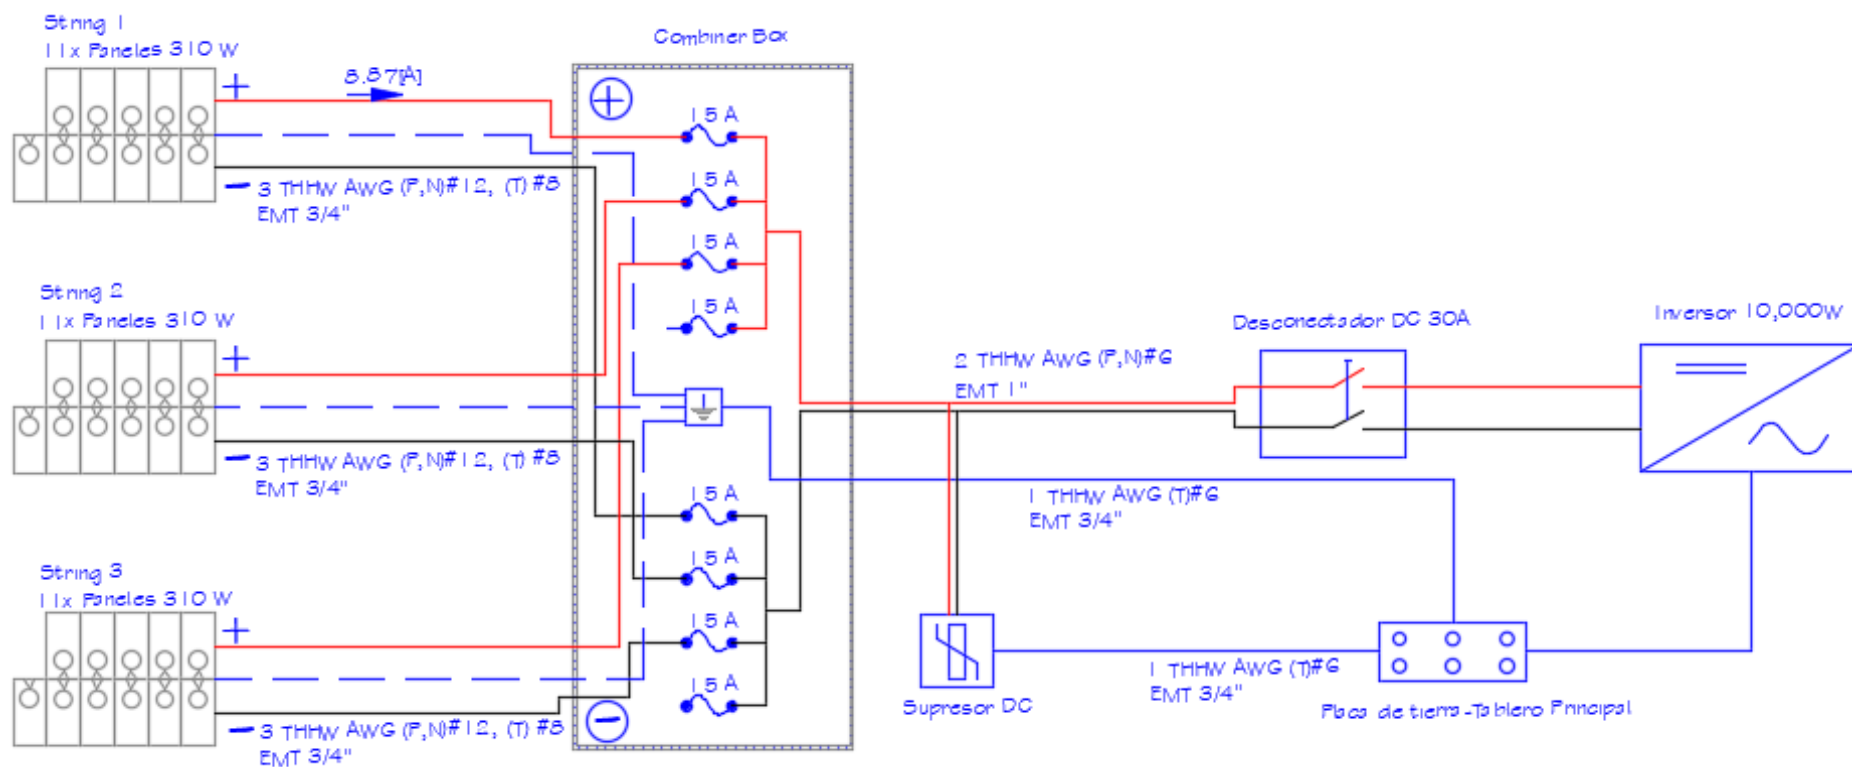 String 1
11x Paneles 310 W
+
8.87[A]
3 THHW AWG (P,N)#12, (T) #8
EMT 3/4"
String 2
11x Paneles 310 W
+
3 THHW AWG (P,N)#12, (T) #8
EMT 3/4"
String 3
11x Paneles 310 W
+
3 THHW AWG (P,N)#12, (T) #8
EMT 3/4"
Combiner Box
15 A
15 A
15 A
15 A
15 A
15 A
15 A
15 A
2 THHW AWG (P,N)#6
EMT 1"
1 THHW AWG (T)#6
EMT 3/4"
Supresor DC
1 THHW AWG (T)#6
EMT 3/4"
Desconectador DC 30A
Inversor 10,000W
Placa de tierra-Tablero Principal